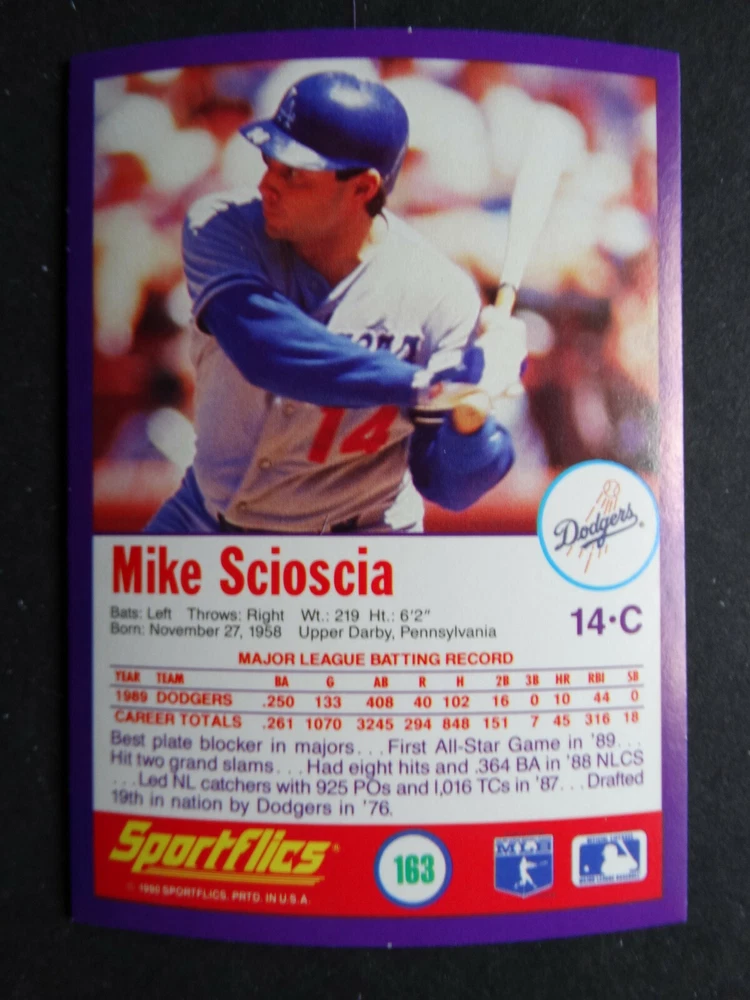 A
14
Dodgers
Mike Scioscia
Bats: Left Throws: Right Wt.: 219 Ht.: 6'2"
Born: November 27, 1958 Upper Darby, Pennsylvania
14•C
MAJOR LEAGUE BATTING RECORD
YEAR TEAM BA G AB R H 2B 3B HR RBI SB
1989 DODGERS .250 133 408 40 102 16 0 10 44 0
CAREER TOTALS .261 1070 3245 294 848 151 7 45 316 18
Best plate blocker in majors...First All-Star Game in '89...
Hit two grand slams...Had eight hits and .364 BA in '88 NLCS
...Led NL catchers with 925 POs and 1,016 TCs in '87...Drafted
19th in nation by Dodgers in '76.
Sportflics®
© 1990 SPORTFLICS. PRTD. IN U.S.A.
163
MLB